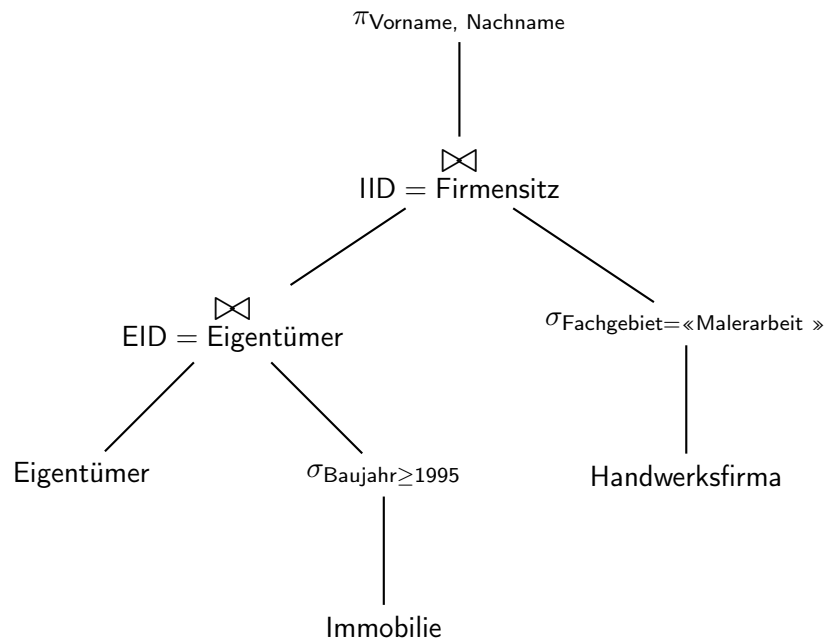 πVorname, Nachname
⋈
IID = Firmensitz
⋈
EID = Eigentümer
σFachgebiet=«Malerarbeit »
Eigentümer
σBaujahr≥1995
Handwerksfirma
Immobilie